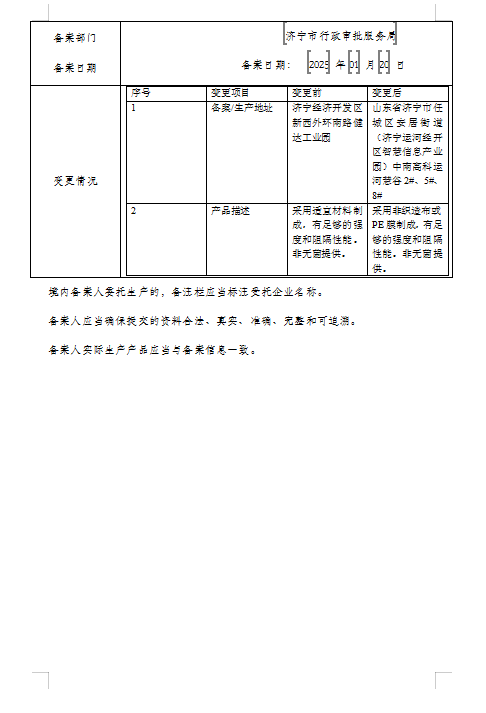 备案部门
济宁市行政审批服务局
备案日期
备案日期： 2025 年 01 月 20 日
变更情况
序号 变更项目 变更前 变更后
1 备案/生产地址 济宁经济开发区 山东省济宁市任
新西外环南路健 城区安居街道
达工业园 （济宁运河经开
区智慧信息产业
园）中南高科运
河慧谷2#、5#、
8#
2 产品描述 采用适宜材料制 采用非织造布或
成，有足够的强 PE膜制成，有足
度和阻隔性能。 够的强度和阻隔
非无菌提供。 性能。非无菌提
供。
境内备案人委托生产的，备注栏应当标注受托企业名称。
备案人应当确保提交的资料合法、真实、准确、完整和可追溯。
备案人实际生产产品应当与备案信息一致。